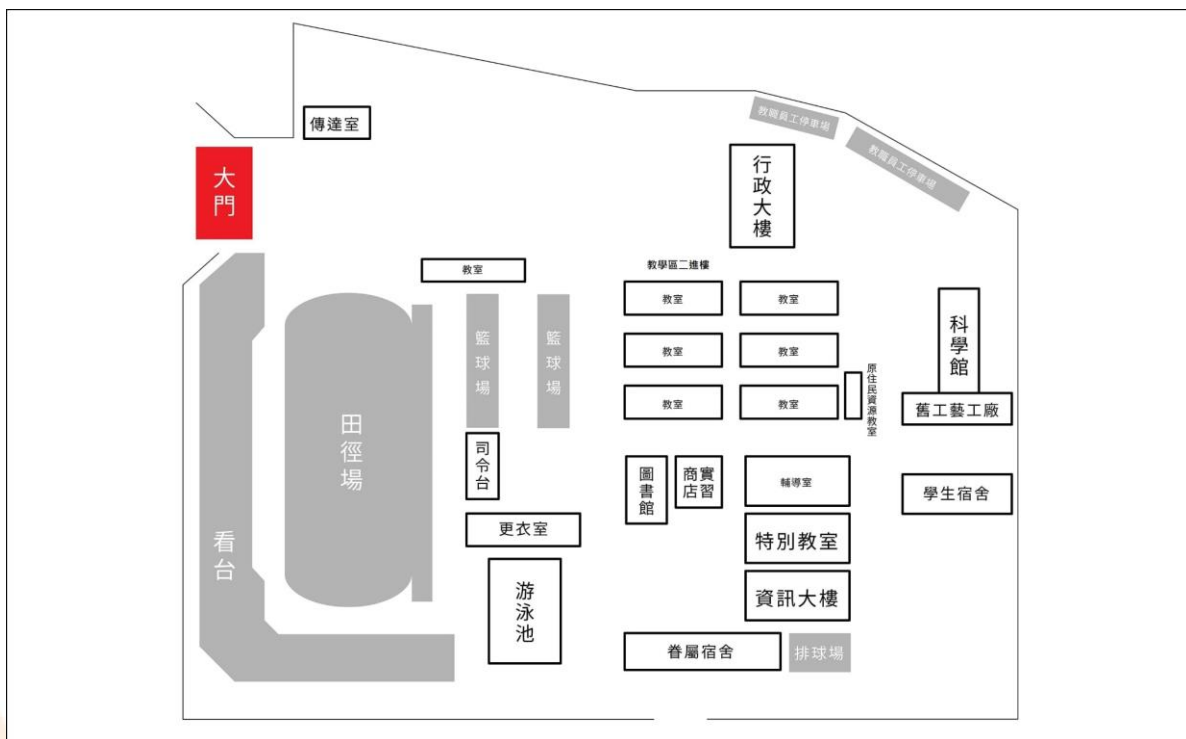 傳達室
教職員工停車場
教職員工停車場
大門
行政大樓
教室
教學區二進樓
教室
教室
籃球場
籃球場
科學館
教室
教室
原住民資源教室
教室
教室
舊工藝工廠
田徑場
司令台
圖書館
實習商店
輔導室
學生宿舍
看台
更衣室
特別教室
游泳池
資訊大樓
眷屬宿舍
排球場